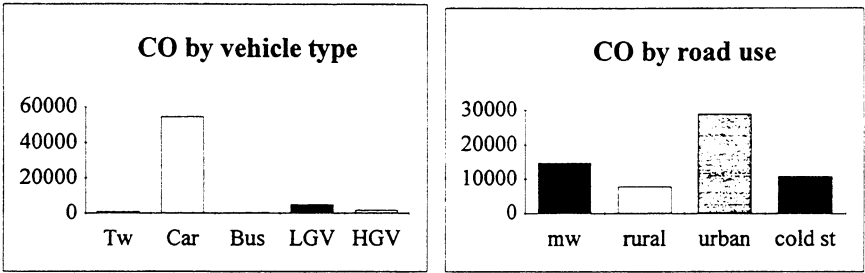 CO by vehicle type
60000
40000
20000
0
Tw Car Bus LGV HGV
CO by road use
30000
20000
10000
0
mw rural urban cold st